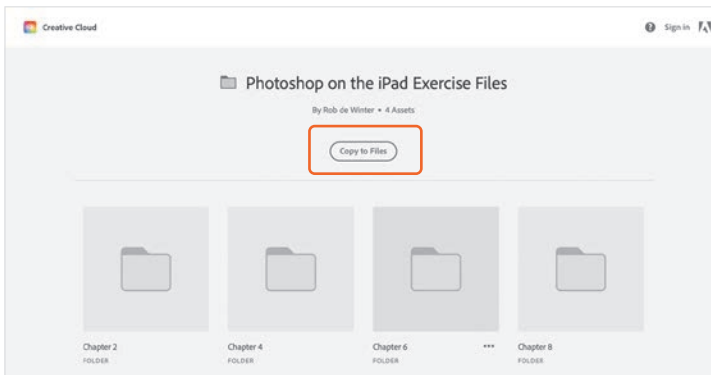 Creative Cloud
Sign in
Photoshop on the iPad Exercise Files
By Rob de Winter • 4 Assets
Copy to Files
Chapter 2
FOLDER
Chapter 4
FOLDER
Chapter 6
FOLDER
Chapter 8
FOLDER